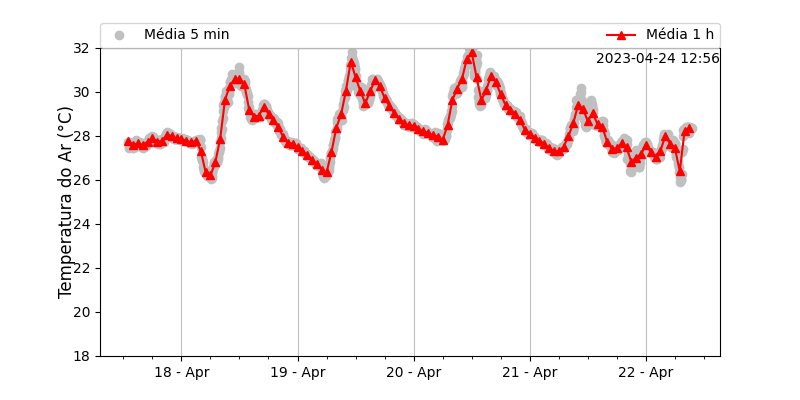 Média 5 min
Média 1 h
2023-04-24 12:56
Temperatura do Ar (°C)
32
30
28
26
24
22
20
18
18 - Apr
19 - Apr
20 - Apr
21 - Apr
22 - Apr